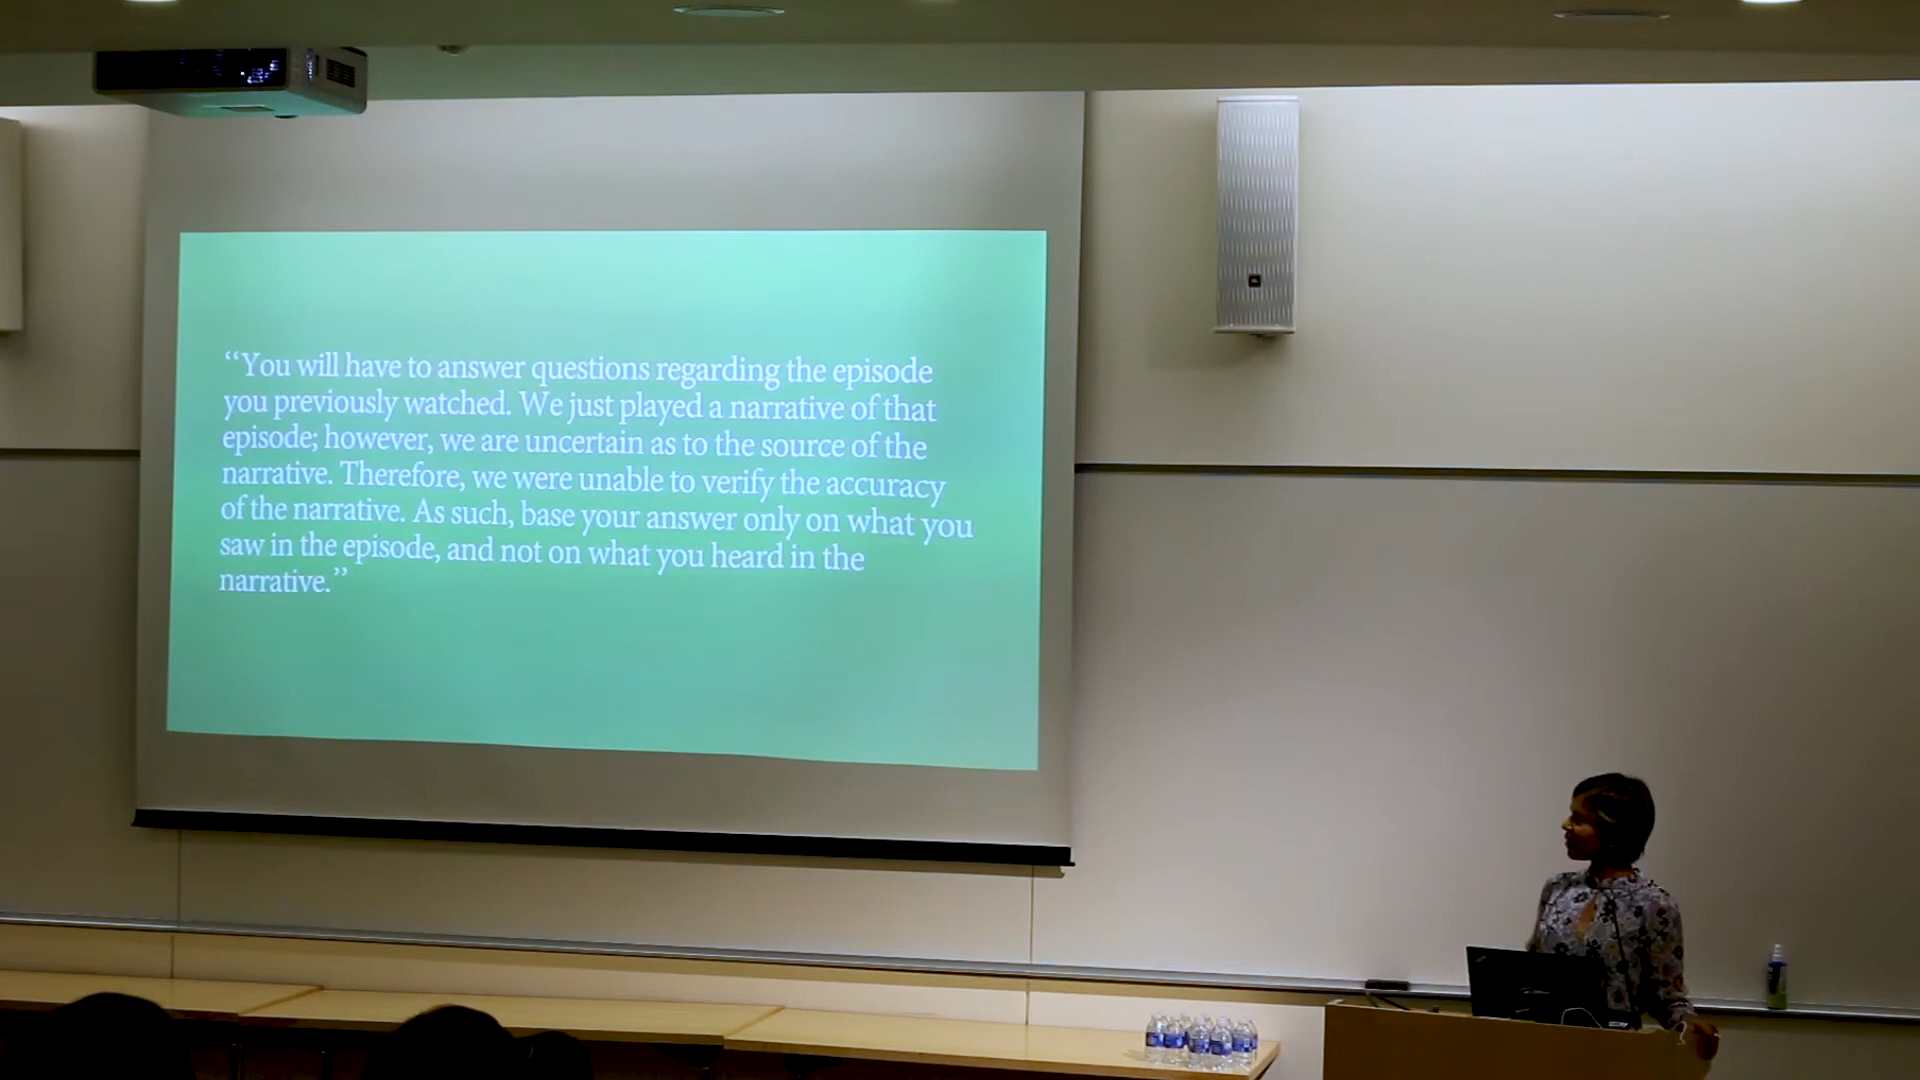 “You will have to answer questions regarding the episode
you previously watched. We just played a narrative of that
episode; however, we are uncertain as to the source of the
narrative. Therefore, we were unable to verify the accuracy
of the narrative. As such, base your answer only on what you
saw in the episode, and not on what you heard in the
narrative.”